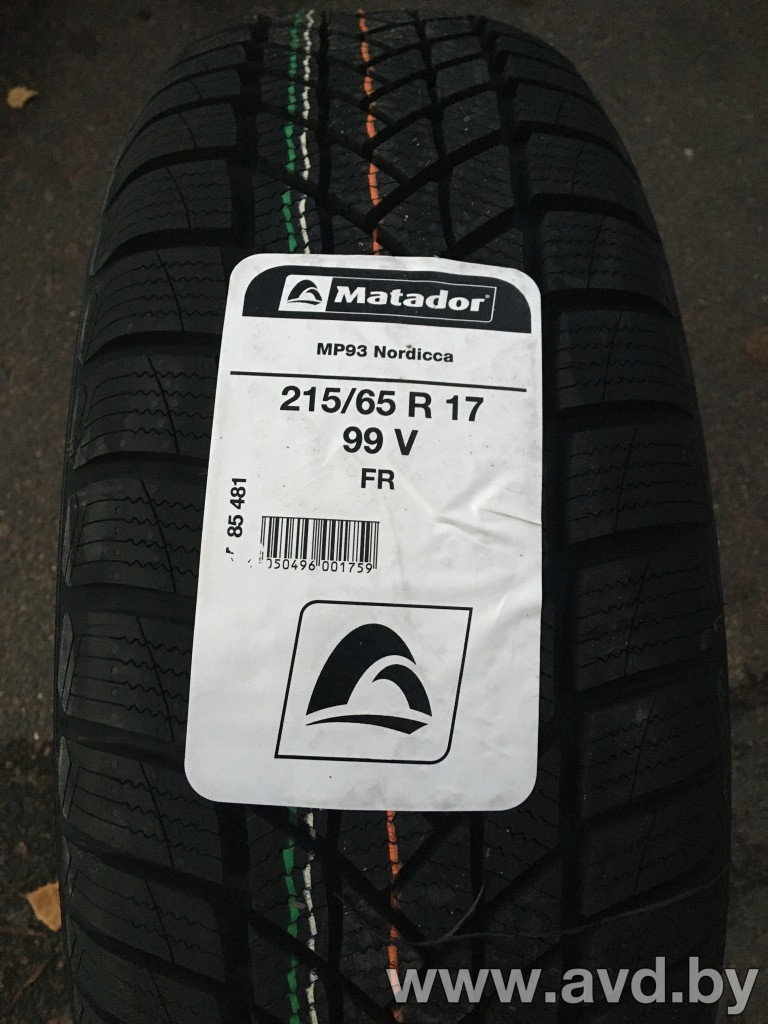 Matador
MP93 Nordicca
215/65 R 17
99 V
FR
85 481
050496 001759
www.avd.by